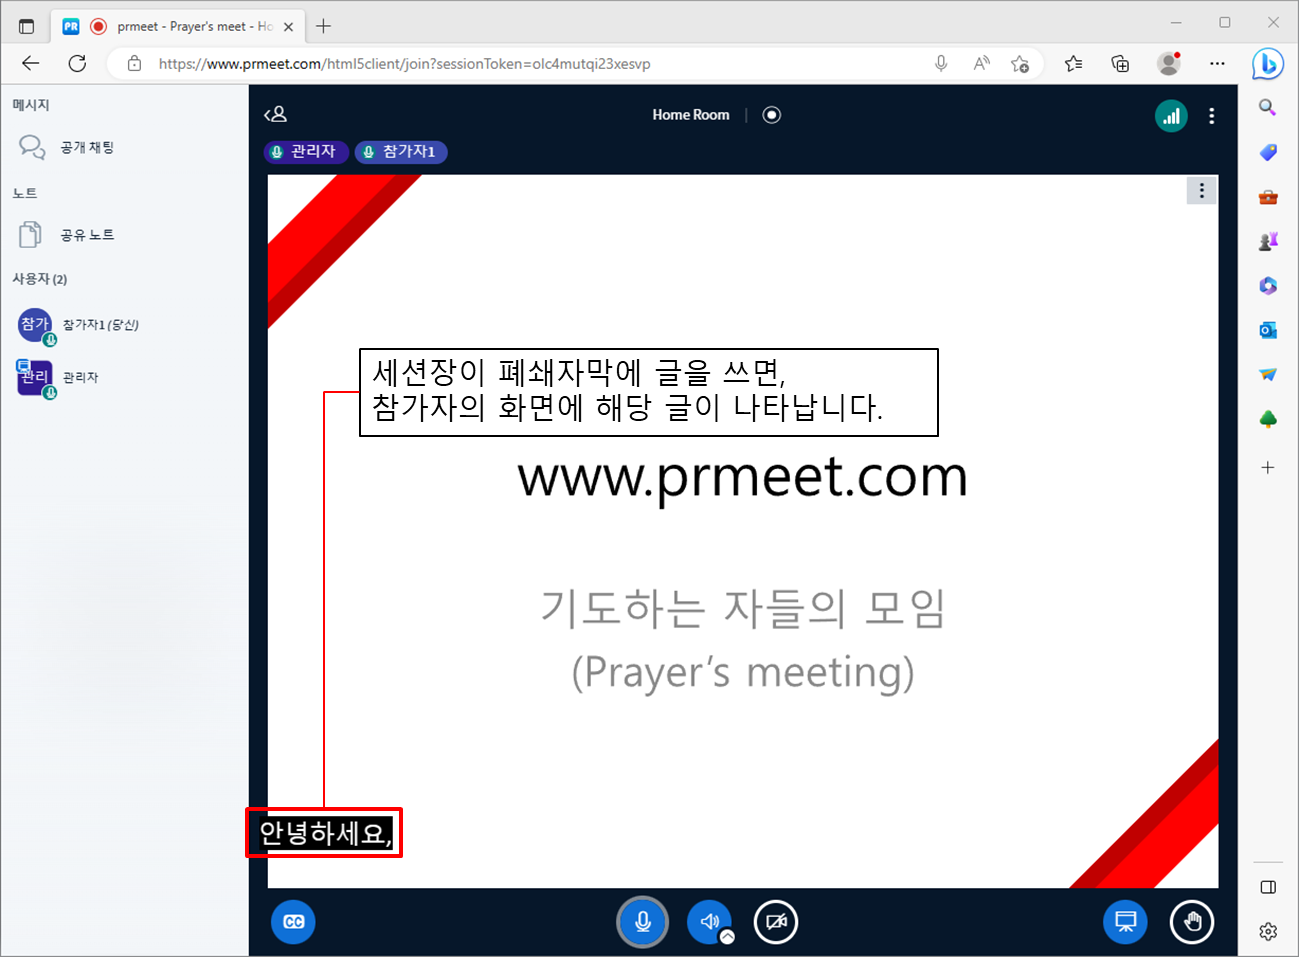 prmeet - Prayer's meet - Ho
https://www.prmeet.com/html5client/join?sessionToken=olc4mutqi23xesvp
메시지
공개 채팅
노트
공유 노트
사용자 (2)
참가
참가자1 (당신)
관리
관리자
Home Room
관리자
참가자1
세션장이 폐쇄자막에 글을 쓰면,
참가자의 화면에 해당 글이 나타납니다.
www.prmeet.com
기도하는 자들의 모임
(Prayer’s meeting)
안녕하세요,
CC